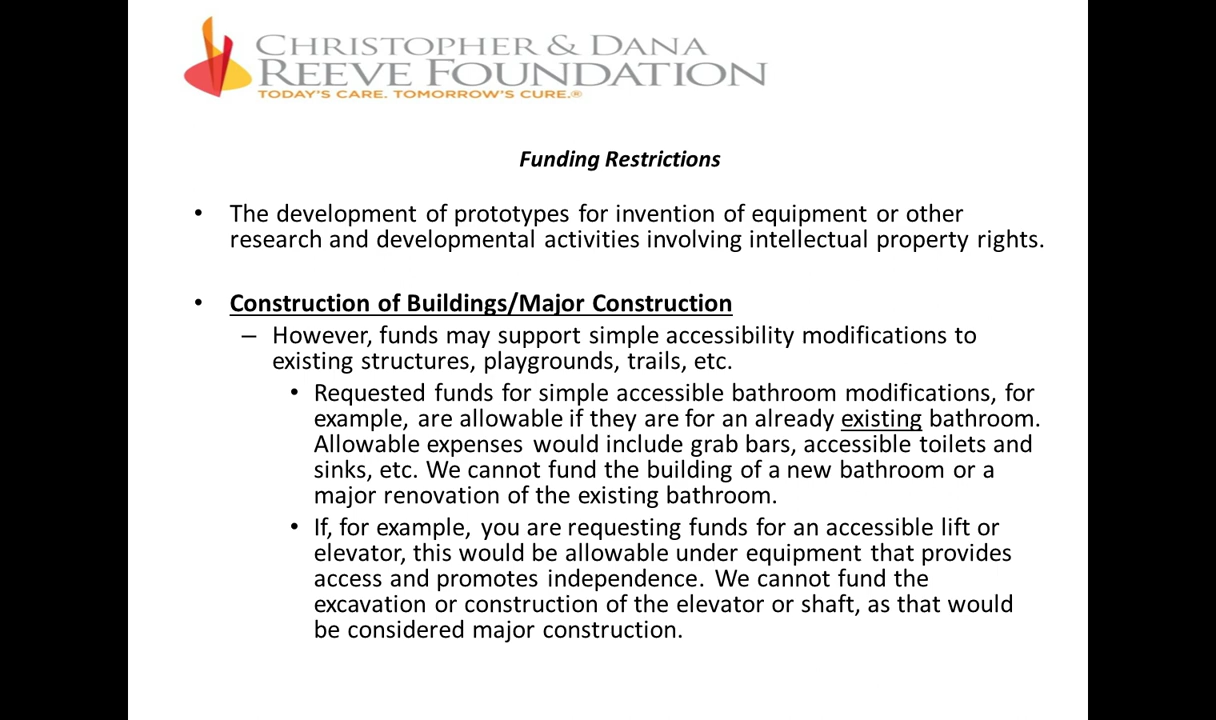 CHRISTOPHER & DANA
REEVE FOUNDATION
TODAY'S CARE. TOMORROW'S CURE.®
Funding Restrictions
• The development of prototypes for invention of equipment or other
research and developmental activities involving intellectual property rights.
• Construction of Buildings/Major Construction
– However, funds may support simple accessibility modifications to
existing structures, playgrounds, trails, etc.
• Requested funds for simple accessible bathroom modifications, for
example, are allowable if they are for an already existing bathroom.
Allowable expenses would include grab bars, accessible toilets and
sinks, etc. We cannot fund the building of a new bathroom or a
major renovation of the existing bathroom.
• If, for example, you are requesting funds for an accessible lift or
elevator, this would be allowable under equipment that provides
access and promotes independence. We cannot fund the
excavation or construction of the elevator or shaft, as that would
be considered major construction.